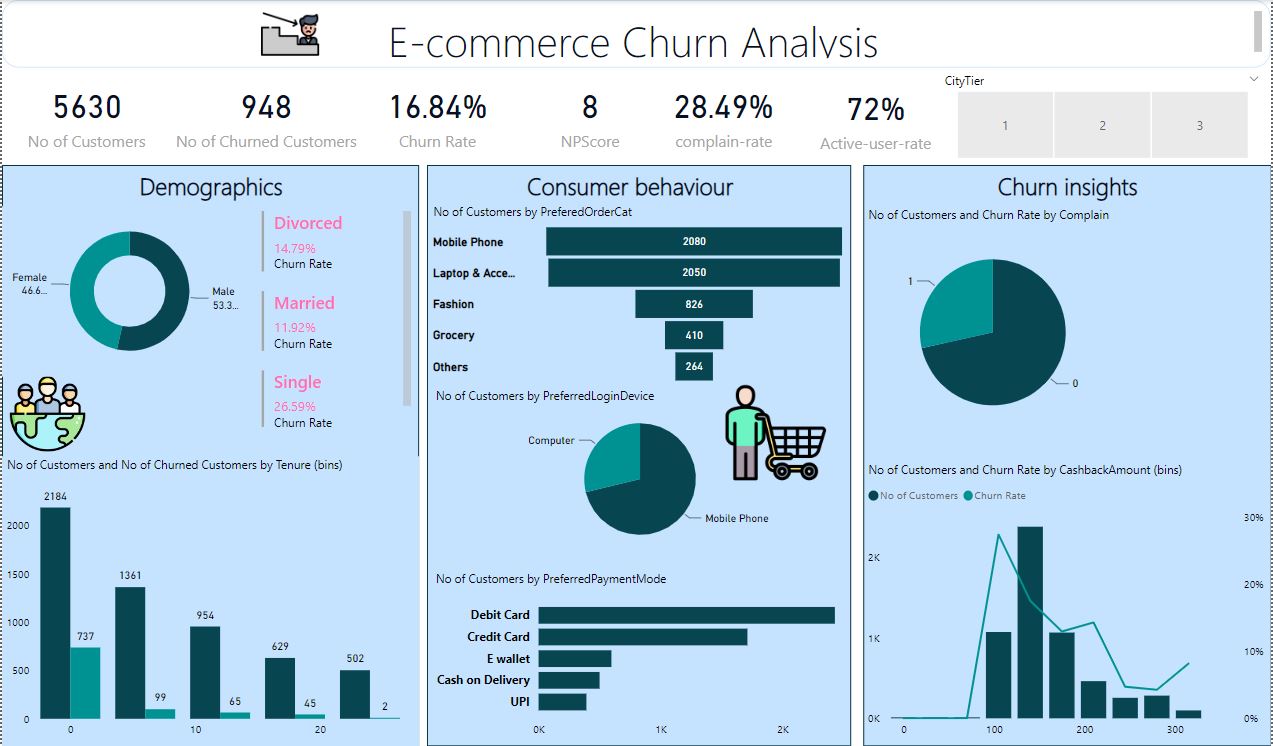 E-commerce Churn Analysis
5630
No of Customers
948
No of Churned Customers
16.84%
Churn Rate
8
NPScore
28.49%
complain-rate
72%
Active-user-rate
CityTier
1
2
3
Demographics
Female
46.6...
Male
53.3...
Divorced
14.79%
Churn Rate
Married
11.92%
Churn Rate
Single
26.59%
Churn Rate
No of Customers and No of Churned Customers by Tenure (bins)
2000
1500
1000
500
0
2184
737
1361
99
954
65
629
45
502
2
0
10
20
Consumer behaviour
No of Customers by PreferedOrderCat
Mobile Phone 2080
Laptop & Acce... 2050
Fashion 826
Grocery 410
Others 264
No of Customers by PreferredLoginDevice
Computer
Mobile Phone
No of Customers by PreferredPaymentMode
Debit Card
Credit Card
E wallet
Cash on Delivery
UPI
0K 1K 2K
Churn insights
No of Customers and Churn Rate by Complain
1
0
No of Customers and Churn Rate by CashbackAmount (bins)
No of Customers Churn Rate
2K
1K
0K
30%
20%
10%
0%
0 100 200 300